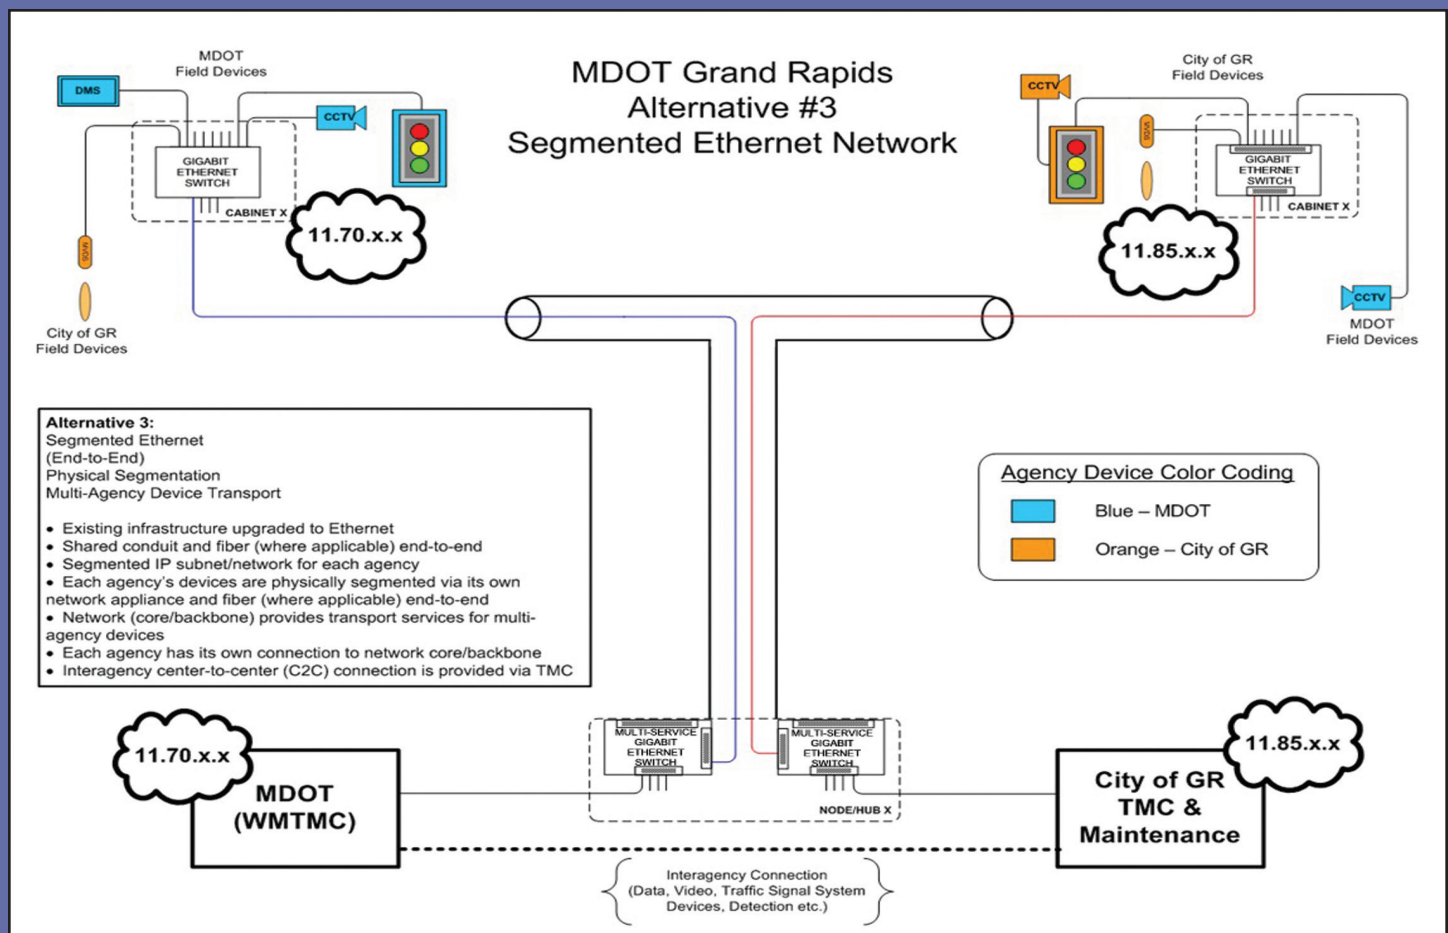 MDOT Grand Rapids
Alternative #3
Segmented Ethernet Network
MDOT
Field Devices
DMS
CCTV
GIGABIT
ETHERNET
SWITCH
CABINET X
11.70.x.x
MVDS
City of GR
Field Devices
City of GR
Field Devices
CCTV
MVDS
GIGABIT
ETHERNET
SWITCH
CABINET X
11.85.x.x
CCTV
MDOT
Field Devices
Alternative 3:
Segmented Ethernet
(End-to-End)
Physical Segmentation
Multi-Agency Device Transport
• Existing infrastructure upgraded to Ethernet
• Shared conduit and fiber (where applicable) end-to-end
• Segmented IP subnet/network for each agency
• Each agency's devices are physically segmented via its own
network appliance and fiber (where applicable) end-to-end
• Network (core/backbone) provides transport services for multi-
agency devices
• Each agency has its own connection to network core/backbone
• Interagency center-to-center (C2C) connection is provided via TMC
Agency Device Color Coding
Blue – MDOT
Orange – City of GR
11.70.x.x
MDOT
(WMTMC)
MULTI-SERVICE
GIGABIT
ETHERNET
SWITCH
MULTI-SERVICE
GIGABIT
ETHERNET
SWITCH
NODE/HUB X
11.85.x.x
City of GR
TMC &
Maintenance
Interagency Connection
(Data, Video, Traffic Signal System
Devices, Detection etc.)